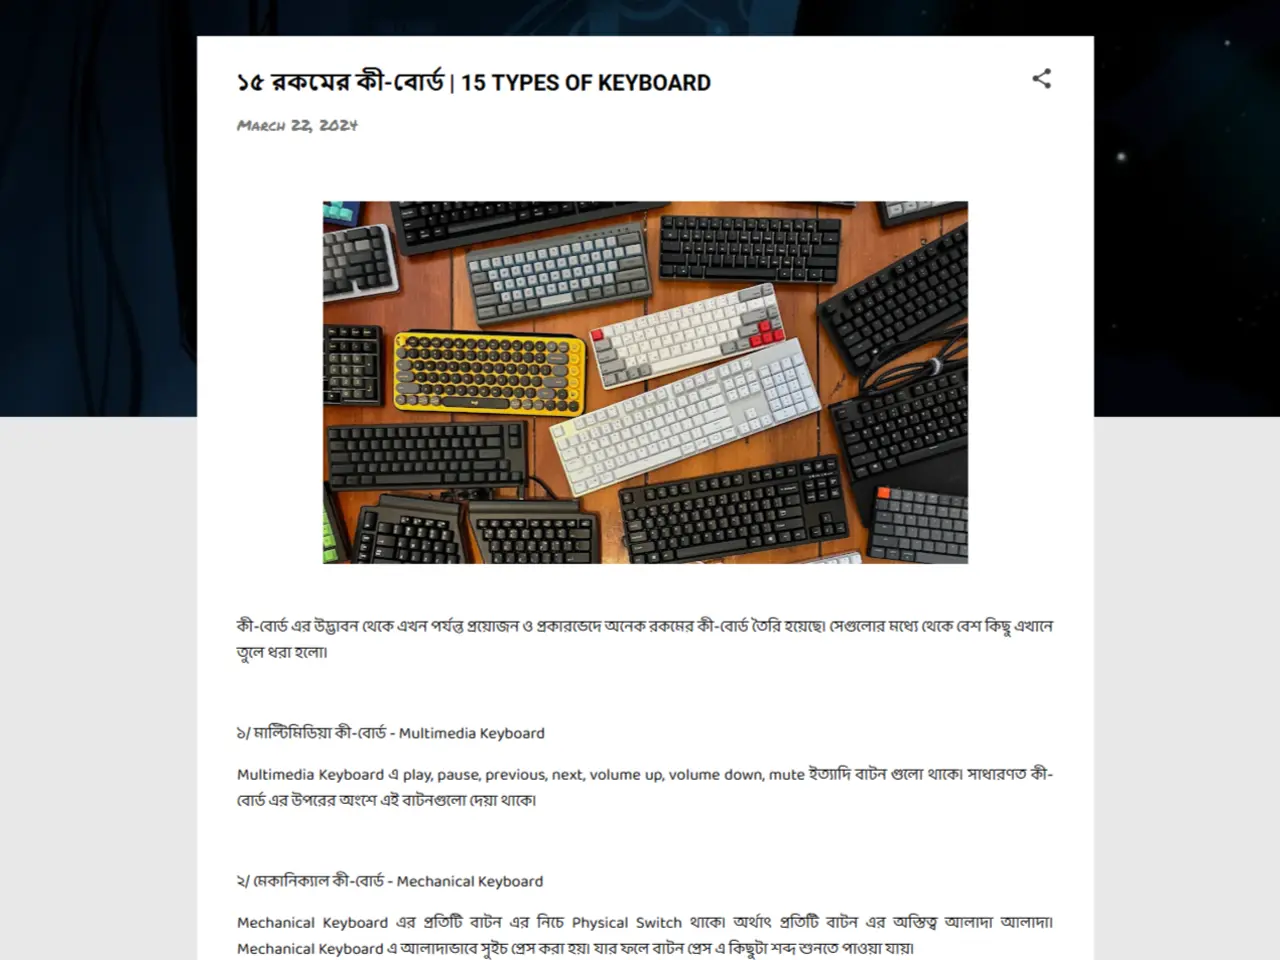 ১৫ রকমের কী-বোর্ড | 15 TYPES OF KEYBOARD
March 22, 2024
কী-বোর্ড এর উদ্ভাবন থেকে এখন পর্যন্ত প্রয়োজন ও প্রকারভেদে অনেক রকমের কী-বোর্ড তৈরি হয়েছে। সেগুলোর মধ্যে থেকে বেশ কিছু এখানে
তুলে ধরা হলো।
১/ মাল্টিমিডিয়া কী-বোর্ড - Multimedia Keyboard
Multimedia Keyboard এ play, pause, previous, next, volume up, volume down, mute ইত্যাদি বাটন গুলো থাকে। সাধারণত কী-
বোর্ড এর উপরের অংশে এই বাটনগুলো দেয়া থাকে।
২/ মেকানিক্যাল কী-বোর্ড - Mechanical Keyboard
Mechanical Keyboard এর প্রতিটি বাটন এর নিচে Physical Switch থাকে। অর্থাৎ প্রতিটি বাটন এর অস্তিত্ব আলাদা আলাদা।
Mechanical Keyboard এ আলাদাভাবে সুইচ প্রেস করা হয়। যার ফলে বাটন প্রেস এ কিছুটা শব্দ শুনতে পাওয়া যায়।